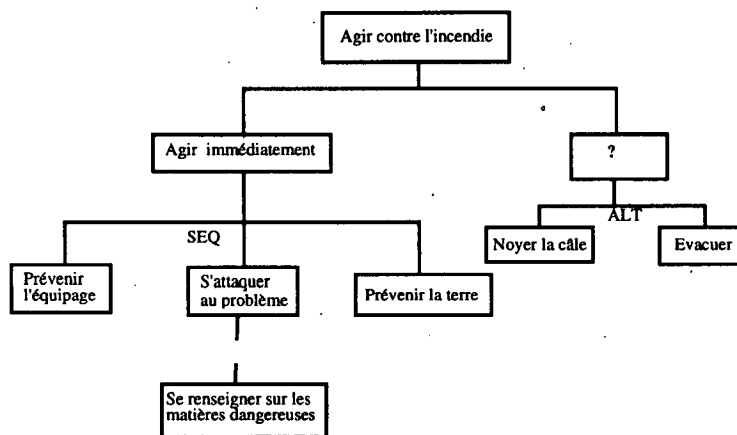 Agir contre l'incendie
Agir immédiatement
?
ALT
SEQ
Noyer la câle
Evacuer
Prévenir
l'équipage
S'attaquer
au problème
Prévenir la terre
Se renseigner sur les
matières dangereuses